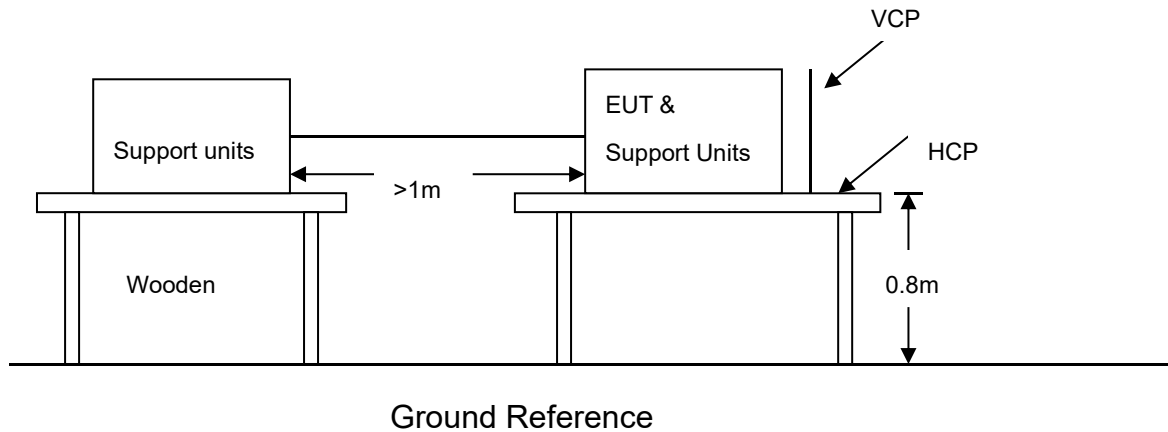 VCP
EUT &
Support units
Support Units
HCP
>1m
Wooden
0.8m
Ground Reference